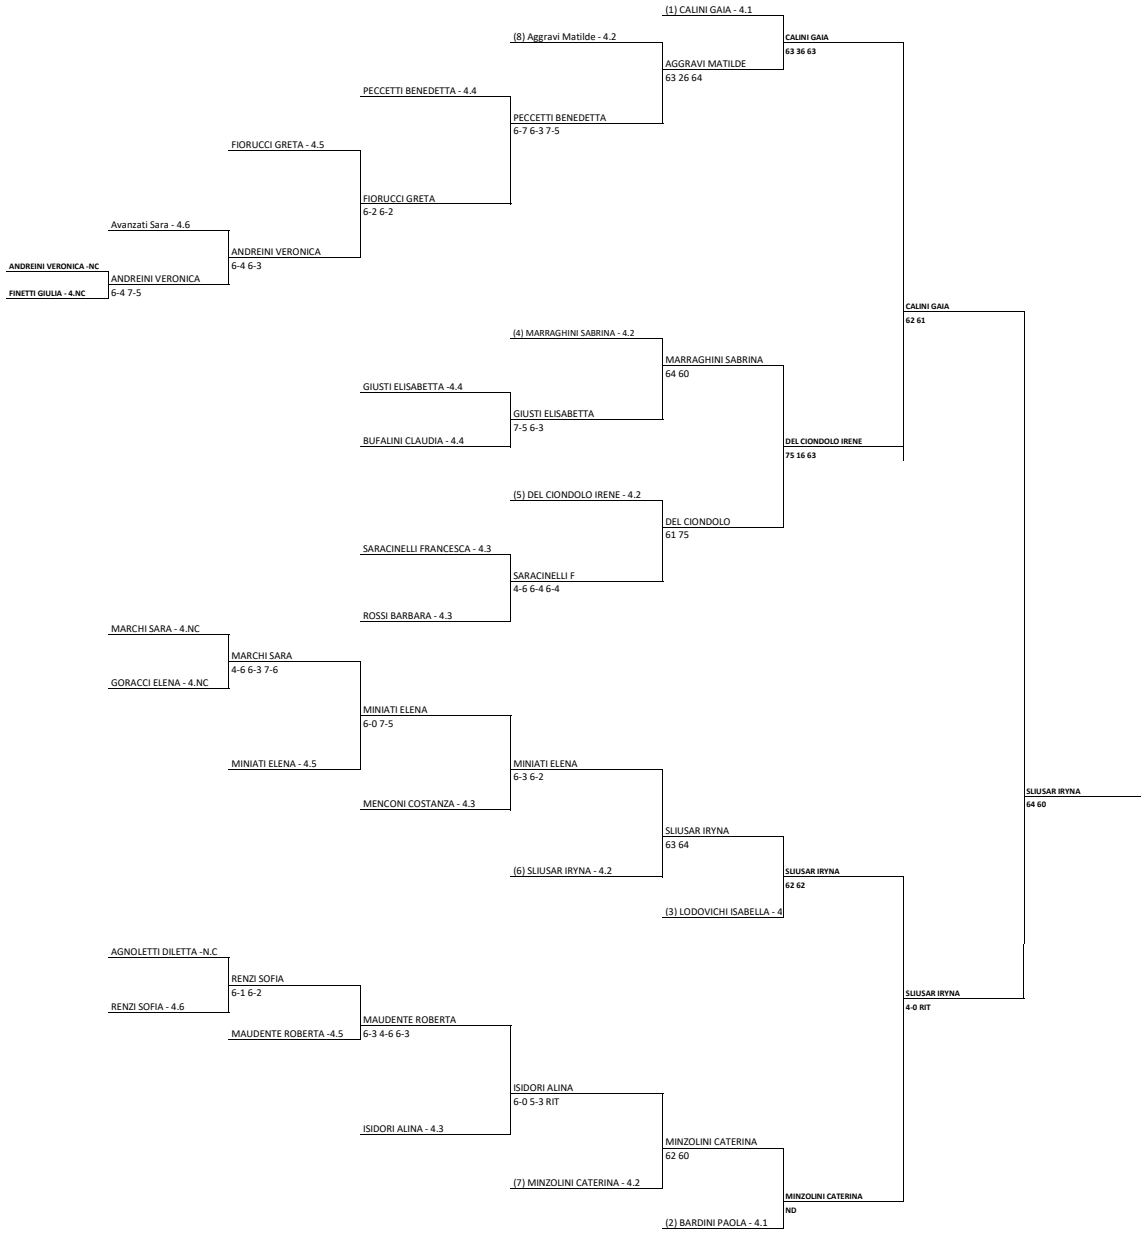 (1) CALINI GAIA - 4.1
(8) Aggravi Matilde - 4.2
CALINI GAIA
63 36 63
AGGRAVI MATILDE
63 26 64
PECCETTI BENEDETTA - 4.4
PECCETTI BENEDETTA
6-7 6-3 7-5
FIORUCCI GRETA - 4.5
FIORUCCI GRETA
6-2 6-2
Avanzati Sara - 4.6
ANDREINI VERONICA
6-4 6-3
ANDREINI VERONICA -NC
ANDREINI VERONICA
6-4 7-5
FINETTI GIULIA - 4.NC
CALINI GAIA
62 61
(4) MARRAGHINI SABRINA - 4.2
MARRAGHINI SABRINA
64 60
GIUSTI ELISABETTA -4.4
GIUSTI ELISABETTA
7-5 6-3
BUFALINI CLAUDIA - 4.4
DEL CIONDOLO IRENE
75 16 63
(5) DEL CIONDOLO IRENE - 4.2
DEL CIONDOLO
61 75
SARACINELLI FRANCESCA - 4.3
SARACINELLI F
4-6 6-4 6-4
ROSSI BARBARA - 4.3
MARCHI SARA - 4.NC
MARCHI SARA
4-6 6-3 7-6
GORACCI ELENA - 4.NC
MINIATI ELENA
6-0 7-5
MINIATI ELENA - 4.5
MINIATI ELENA
6-3 6-2
MENCONI COSTANZA - 4.3
SLIUSAR IRYNA
64 60
SLIUSAR IRYNA
63 64
(6) SLIUSAR IRYNA - 4.2
SLIUSAR IRYNA
62 62
(3) LODOVICHI ISABELLA - 4
AGNOLETTI DILETTA -N.C
RENZI SOFIA
6-1 6-2
RENZI SOFIA - 4.6
SLIUSAR IRYNA
4-0 RIT
MAUDENTE ROBERTA
6-3 4-6 6-3
MAUDENTE ROBERTA -4.5
ISIDORI ALINA
6-0 5-3 RIT
ISIDORI ALINA - 4.3
MINZOLINI CATERINA
62 60
(7) MINZOLINI CATERINA - 4.2
MINZOLINI CATERINA
ND
(2) BARDINI PAOLA - 4.1